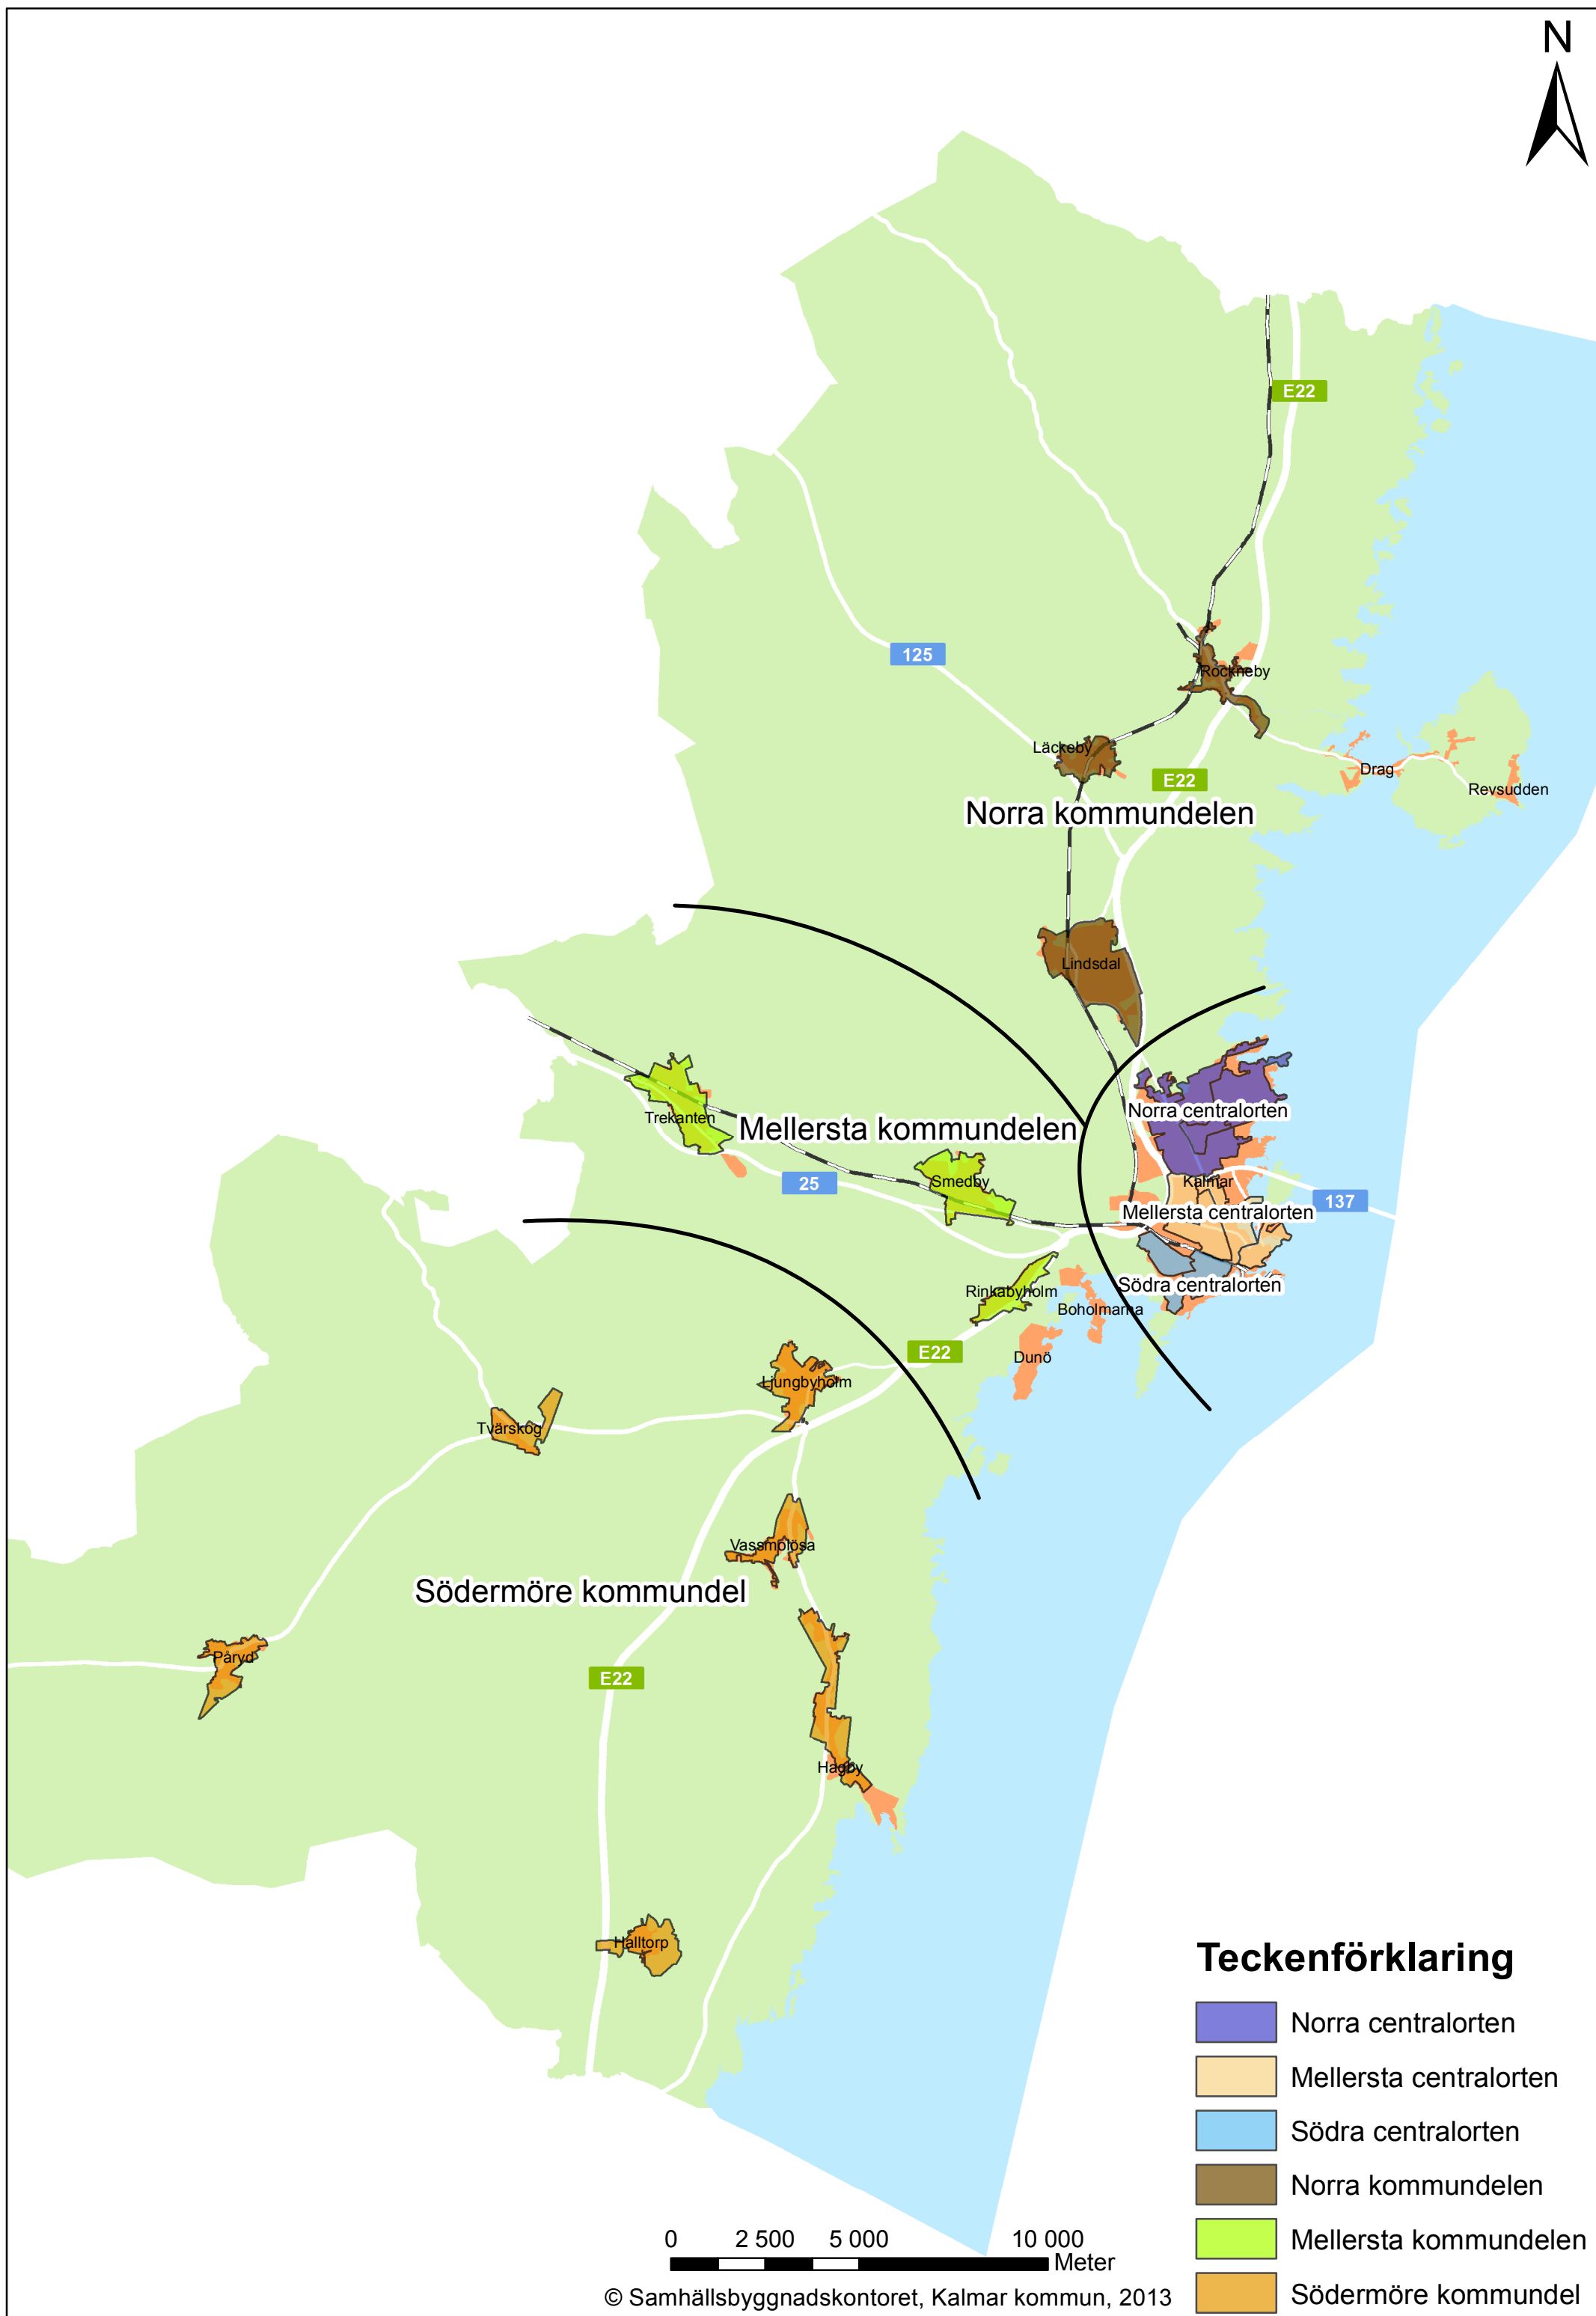 N
E22
125
Rockneby
Läckeby
Drag
E22
Revsudden
Norra kommundelen
Lindsdal
Norra centralorten
Trekanten
Mellersta kommundelen
Smedby
Kalmar
25
137
Mellersta centralorten
Södra centralorten
Rinkabyholm
Boholmarna
E22
Dunö
Ljungbyholm
Tvärskog
Vassmolösa
Södermöre kommundel
Påryd
E22
Hagby
Halltorp
Teckenförklaring
Norra centralorten
Mellersta centralorten
Södra centralorten
Norra kommundelen
Mellersta kommundelen
Södermöre kommundel
0 2 500 5 000 10 000
Meter
© Samhällsbyggnadskontoret, Kalmar kommun, 2013